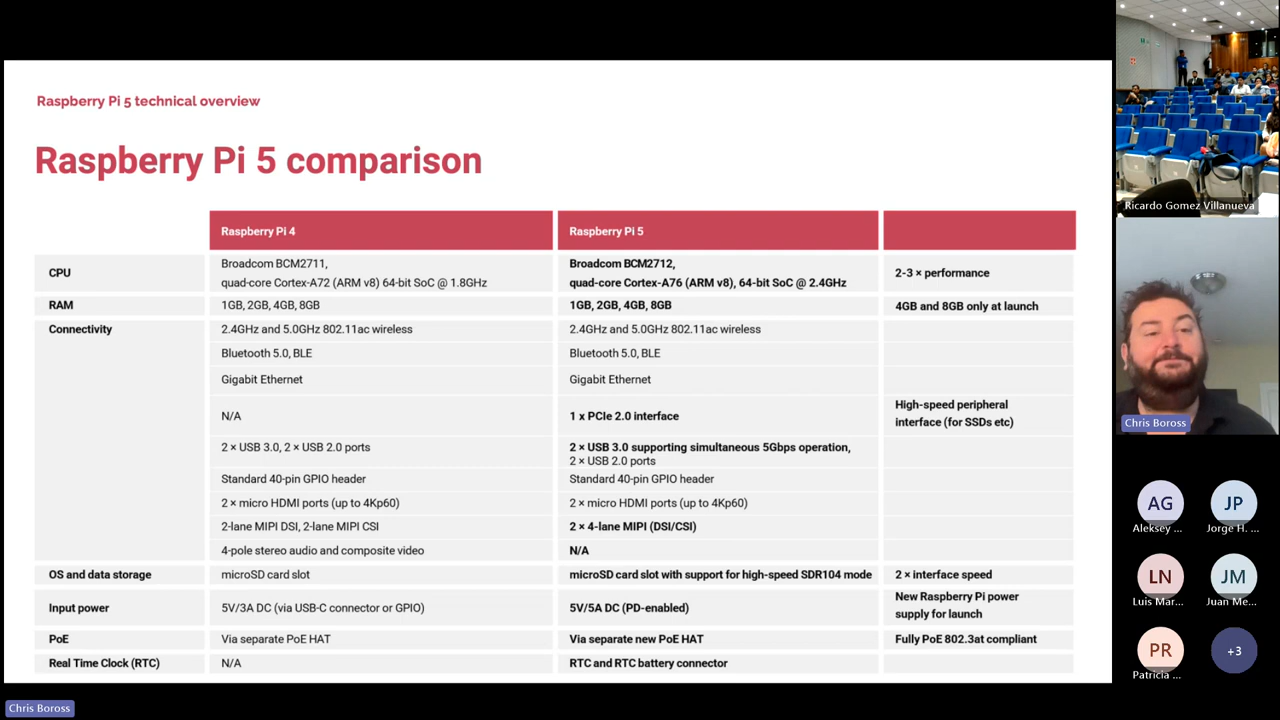 Raspberry Pi 5 technical overview
Raspberry Pi 5 comparison
Raspberry Pi 4
Raspberry Pi 5
CPU
Broadcom BCM2711,
quad-core Cortex-A72 (ARM v8) 64-bit SoC @ 1.8GHz
Broadcom BCM2712,
quad-core Cortex-A76 (ARM v8), 64-bit SoC @ 2.4GHz
2-3 × performance
RAM
1GB, 2GB, 4GB, 8GB
1GB, 2GB, 4GB, 8GB
4GB and 8GB only at launch
Connectivity
2.4GHz and 5.0GHz 802.11ac wireless
2.4GHz and 5.0GHz 802.11ac wireless
Bluetooth 5.0, BLE
Bluetooth 5.0, BLE
Gigabit Ethernet
Gigabit Ethernet
N/A
1 x PCIe 2.0 interface
High-speed peripheral
interface (for SSDs etc)
2 × USB 3.0, 2 × USB 2.0 ports
2 × USB 3.0 supporting simultaneous 5Gbps operation,
2 × USB 2.0 ports
Standard 40-pin GPIO header
Standard 40-pin GPIO header
2 × micro HDMI ports (up to 4Kp60)
2 × micro HDMI ports (up to 4Kp60)
2-lane MIPI DSI, 2-lane MIPI CSI
2 × 4-lane MIPI (DSI/CSI)
4-pole stereo audio and composite video
N/A
OS and data storage
microSD card slot
microSD card slot with support for high-speed SDR104 mode
2 × interface speed
Input power
5V/3A DC (via USB-C connector or GPIO)
5V/5A DC (PD-enabled)
New Raspberry Pi power
supply for launch
PoE
Via separate PoE HAT
Via separate new PoE HAT
Fully PoE 802.3at compliant
Real Time Clock (RTC)
N/A
RTC and RTC battery connector
Ricardo Gomez Villanueva
Chris Boross
AG
JP
Aleksey ...
Jorge H. ...
LN
JM
Luis Mar...
Juan Me...
PR
+3
Patricia ...
Chris Boross